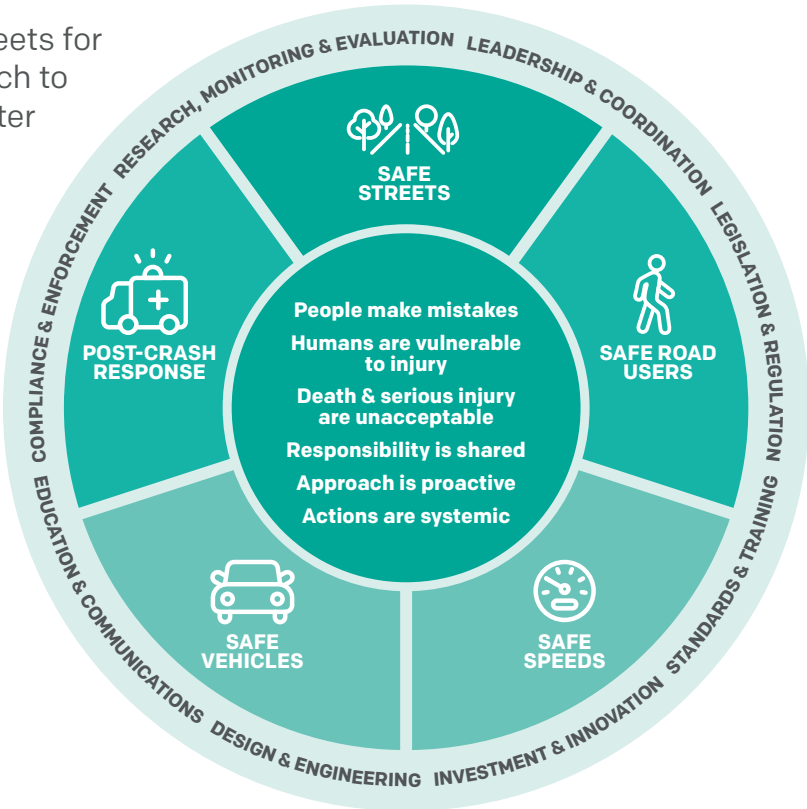 eets for
ch to
ter
RESEARCH, MONITORING & EVALUATION
LEADERSHIP & COORDINATION
LEGISLATION & REGULATION
STANDARDS & TRAINING
INVESTMENT & INNOVATION
DESIGN & ENGINEERING
EDUCATION & COMMUNICATIONS
COMPLIANCE & ENFORCEMENT
SAFE
STREETS
SAFE ROAD
USERS
SAFE
SPEEDS
SAFE
VEHICLES
POST-CRASH
RESPONSE
People make mistakes
Humans are vulnerable
to injury
Death & serious injury
are unacceptable
Responsibility is shared
Approach is proactive
Actions are systemic